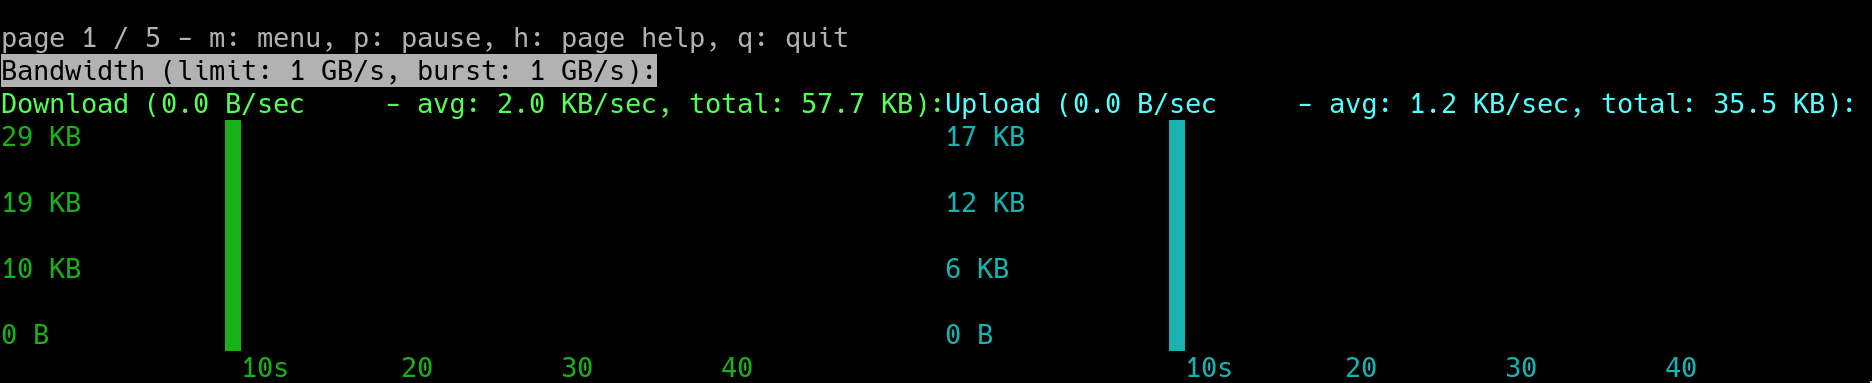 page 1 / 5 - m: menu, p: pause, h: page help, q: quit
Bandwidth (limit: 1 GB/s, burst: 1 GB/s):
Download (0.0 B/sec     - avg: 2.0 KB/sec, total: 57.7 KB):Upload (0.0 B/sec     - avg: 1.2 KB/sec, total: 35.5 KB):
29 KB 17 KB
19 KB 12 KB
10 KB 6 KB
0 B 0 B
10s 20 30 40 10s 20 30 40